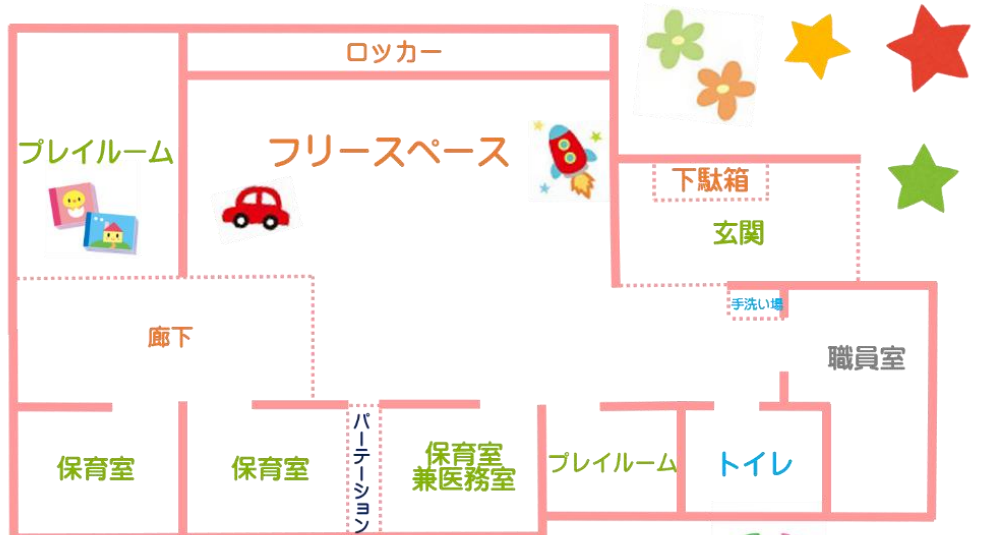 ロッカー
プレイルーム
フリースペース
下駄箱
玄関
手洗い場
廊下
職員室
保育室
保育室
パーテーション
保育室
兼医務室
プレイルーム
トイレ